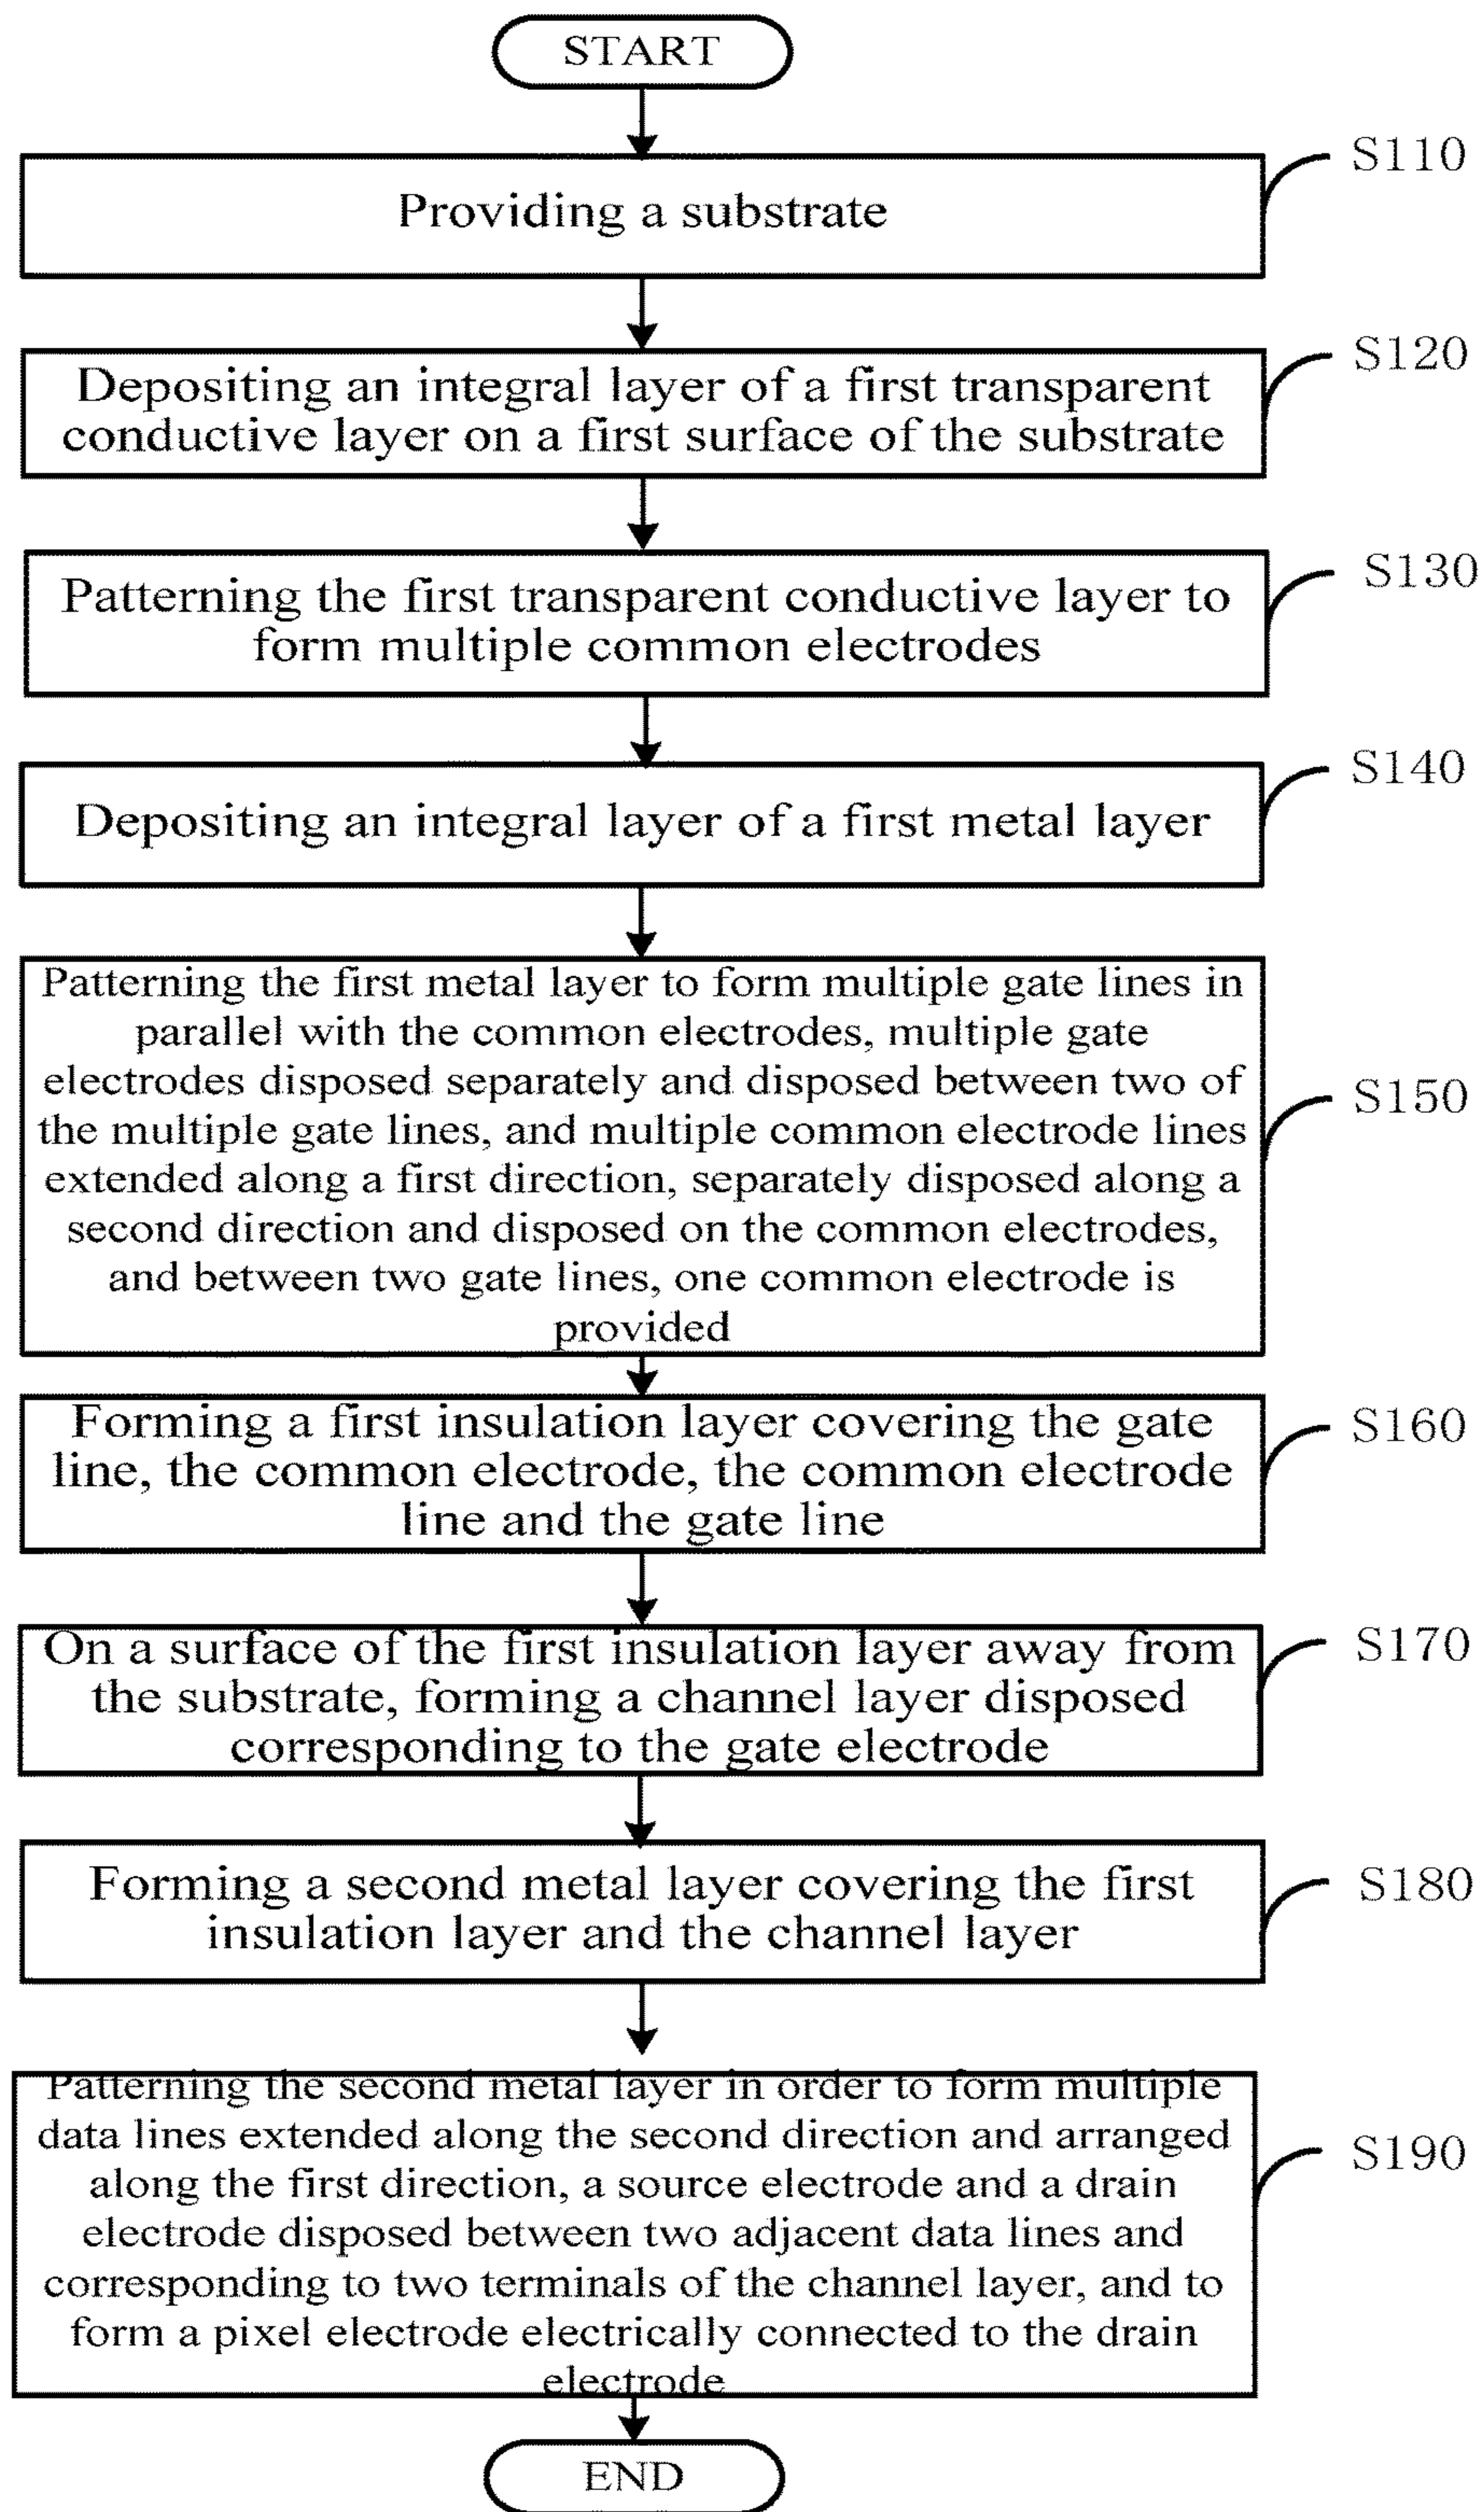 START
S110
Providing a substrate
S120
Depositing an integral layer of a first transparent
conductive layer on a first surface of the substrate
S130
Patterning the first transparent conductive layer to
form multiple common electrodes
S140
Depositing an integral layer of a first metal layer
Patterning the first metal layer to form multiple gate lines in
parallel with the common electrodes, multiple gate
electrodes disposed separately and disposed between two of
S150
the multiple gate lines, and multiple common electrode lines
extended along a first direction, separately disposed along a
second direction and disposed on the common electrodes,
and between two gate lines, one common electrode is
provided
S160
Forming a first insulation layer covering the gate
line, the common electrode, the common electrode
line and the gate line
S170
On a surface of the first insulation layer away from
the substrate, forming a channel layer disposed
corresponding to the gate electrode
S180
Forming a second metal layer covering the first
insulation layer and the channel layer
Patterning the second metal layer in order to form multiple
data lines extended along the second direction and arranged
S190
along the first direction, a source electrode and a drain
electrode disposed between two adjacent data lines and
corresponding to two terminals of the channel layer, and to
form a pixel electrode electrically connected to the drain
electrode
END